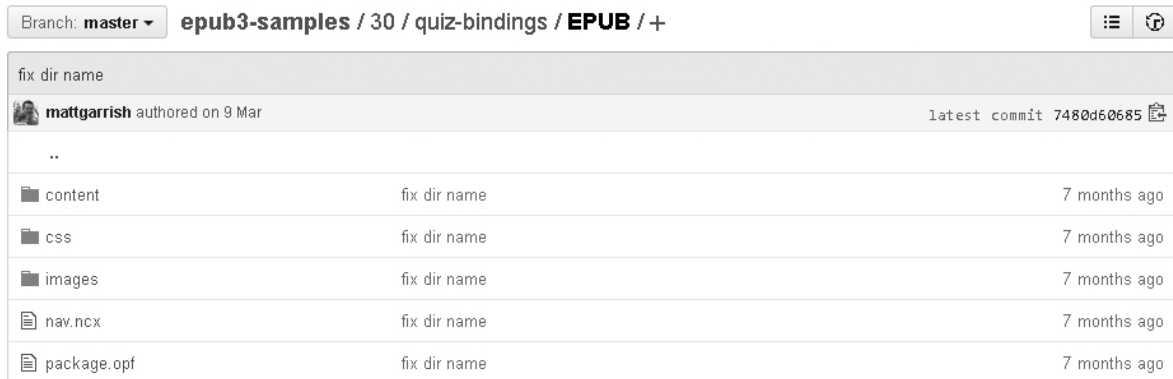 Branch: master epub3-samples / 30 / quiz-bindings / EPUB / +
fix dir name
mattgarrish authored on 9 Mar latest commit 7480d60685
..
content fix dir name 7 months ago
css fix dir name 7 months ago
images fix dir name 7 months ago
nav.ncx fix dir name 7 months ago
package.opf fix dir name 7 months ago